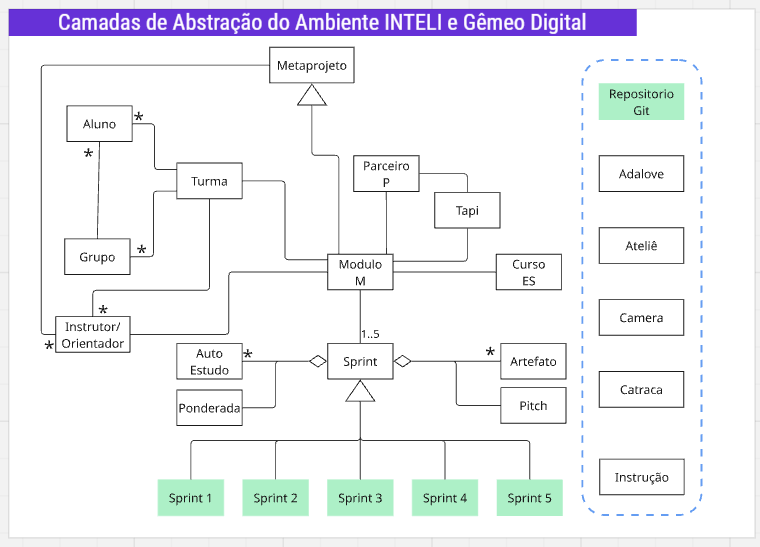 Camadas de Abstração do Ambiente INTELI e Gêmeo Digital
Metaprojeto
Repositorio
Git
Aluno
*
*
Parceiro
P
Adalove
Turma
Tapi
Ateliê
Grupo
*
Modulo
M
Curso
ES
Camera
*
Instrutor/
Orientador
*
1..5
Auto
Estudo
*
Sprint
*
Artefato
Catraca
Ponderada
Pitch
Instrução
Sprint 1
Sprint 2
Sprint 3
Sprint 4
Sprint 5